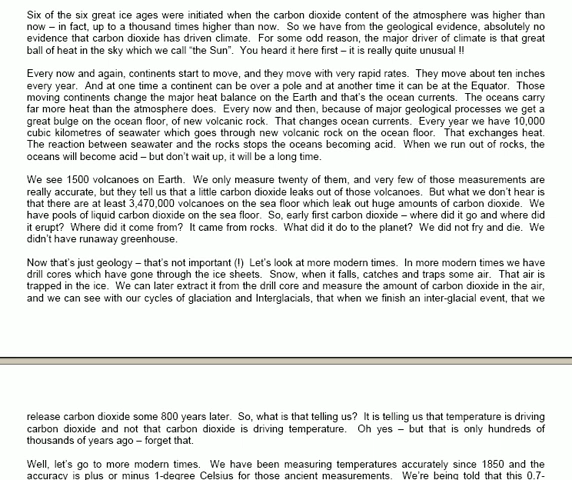 Six of the six great ice ages were initiated when the carbon dioxide content of the atmosphere was higher than
now – in fact, up to a thousand times higher than now.  So we have from the geological evidence, absolutely no
evidence that carbon dioxide has driven climate.  For some odd reason, the major driver of climate is that great
ball of heat in the sky which we call “the Sun”.  You heard it here first – it is really quite unusual !!
Every now and again, continents start to move, and they move with very rapid rates.  They move about ten inches
every year.  And at one time a continent can be over a pole and at another time it can be at the Equator.  Those
moving continents change the major heat balance on the Earth and that’s the ocean currents.  The oceans carry
far more heat than the atmosphere does.  Every now and then, because of major geological processes we get a
great bulge on the ocean floor, of new volcanic rock.  That changes ocean currents.  Every year we have 10,000
cubic kilometres of seawater which goes through new volcanic rock on the ocean floor.  That exchanges heat.
The reaction between seawater and the rocks stops the oceans becoming acid.  When we run out of rocks, the
oceans will become acid – but don’t wait up, it will be a long time.
We see 1500 volcanoes on Earth.  We only measure twenty of them, and very few of those measurements are
really accurate, but they tell us that a little carbon dioxide leaks out of those volcanoes.  But what we don’t hear is
that there are at least 3,470,000 volcanoes on the sea floor which leak out huge amounts of carbon dioxide.  We
have pools of liquid carbon dioxide on the sea floor.  So, early first carbon dioxide – where did it go and where did
it erupt?  Where did it come from?  It came from rocks.  What did it do to the planet?  We did not fry and die.  We
didn’t have runaway greenhouse.
Now that’s just geology – that’s not important (!)  Let’s look at more modern times.  In more modern times we have
drill cores which have gone through the ice sheets.  Snow, when it falls, catches and traps some air.  That air is
trapped in the ice.  We can later extract it from the drill core and measure the amount of carbon dioxide in the air,
and we can see with our cycles of glaciation and Interglacials, that when we finish an inter-glacial event, that we
release carbon dioxide some 800 years later.  So, what is that telling us?  It is telling us that temperature is driving
carbon dioxide and not that carbon dioxide is driving temperature.  Oh yes – but that is only hundreds of
thousands of years ago – forget that.
Well, let’s go to more modern times.  We have been measuring temperatures accurately since 1850 and the
accuracy is plus or minus 1-degree Celsius for those ancient measurements.  We’re being told that this 0.7-